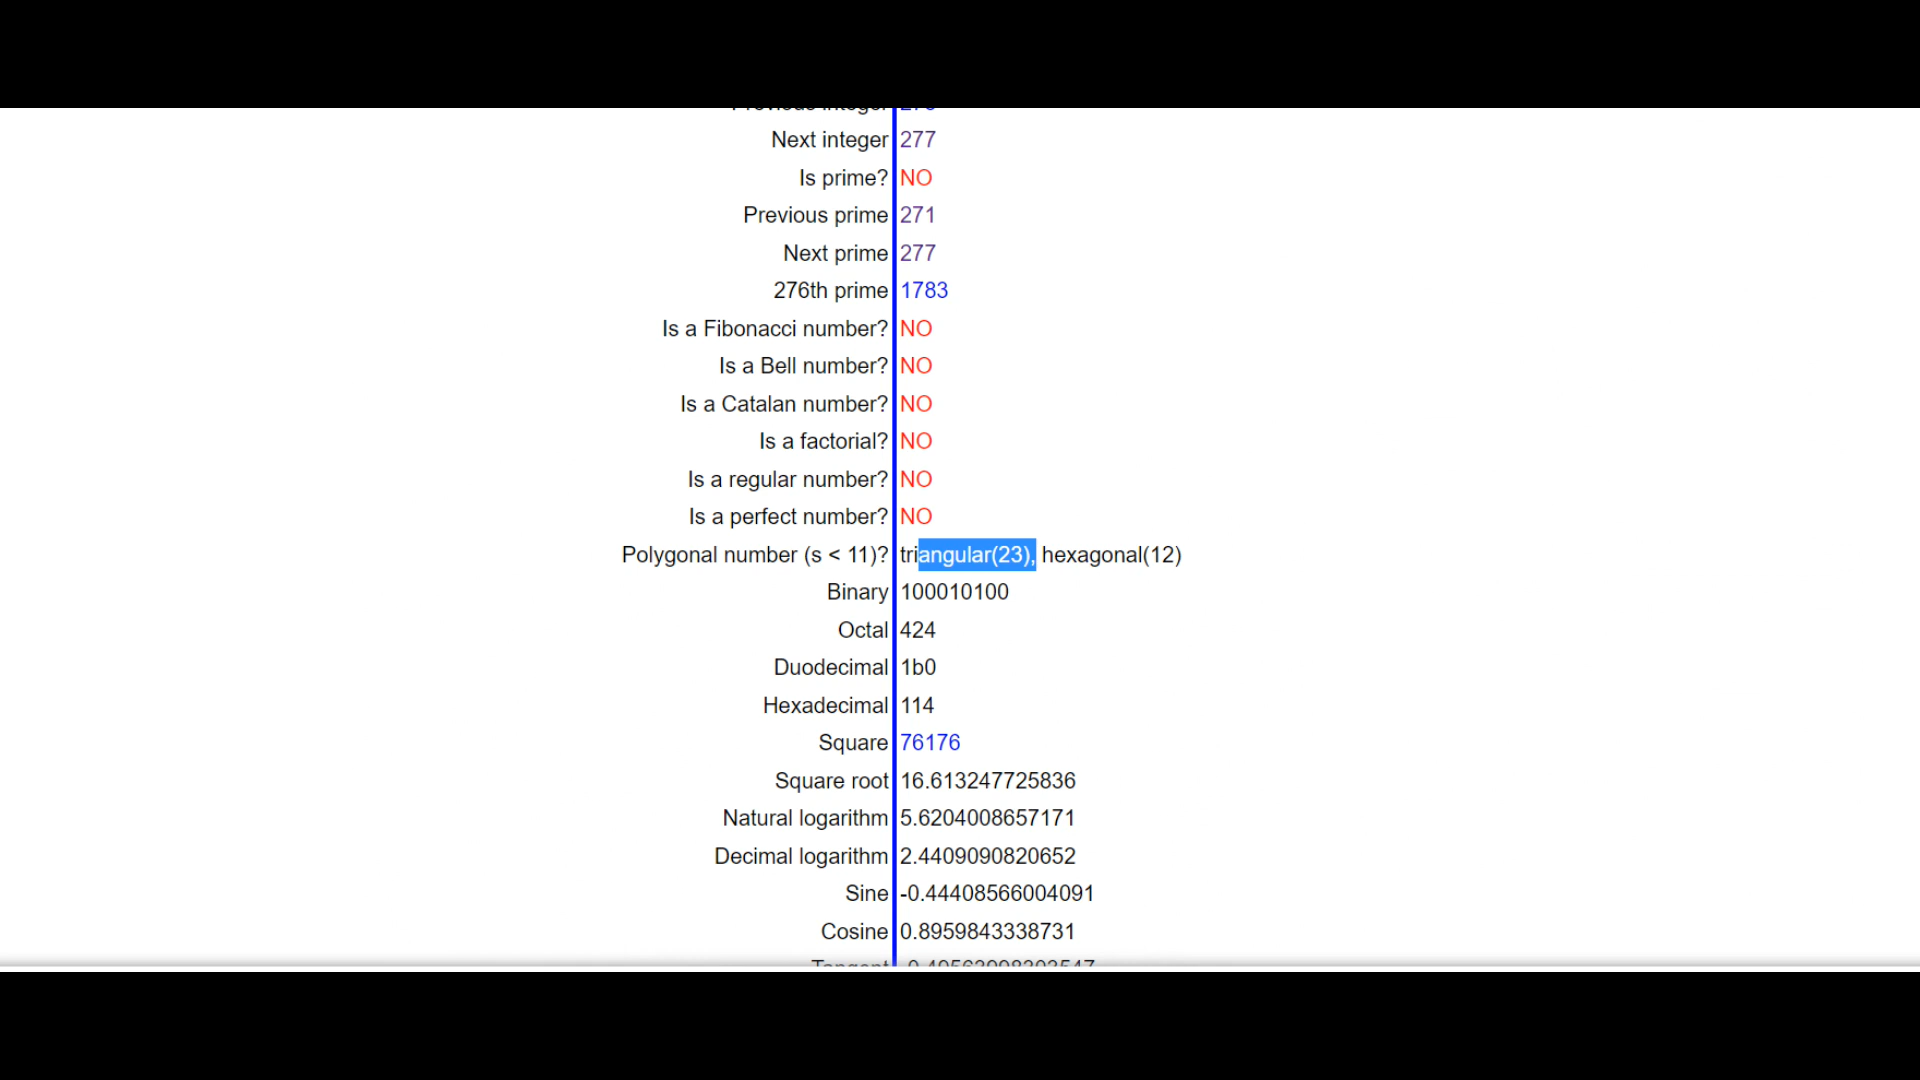 Previous integer
Next integer 277
Is prime? NO
Previous prime 271
Next prime 277
276th prime 1783
Is a Fibonacci number? NO
Is a Bell number? NO
Is a Catalan number? NO
Is a factorial? NO
Is a regular number? NO
Is a perfect number? NO
Polygonal number (s < 11)? triangular(23), hexagonal(12)
Binary 100010100
Octal 424
Duodecimal 1b0
Hexadecimal 114
Square 76176
Square root 16.613247725836
Natural logarithm 5.6204008657171
Decimal logarithm 2.4409090820652
Sine -0.44408566004091
Cosine 0.8959843338731
Tangent